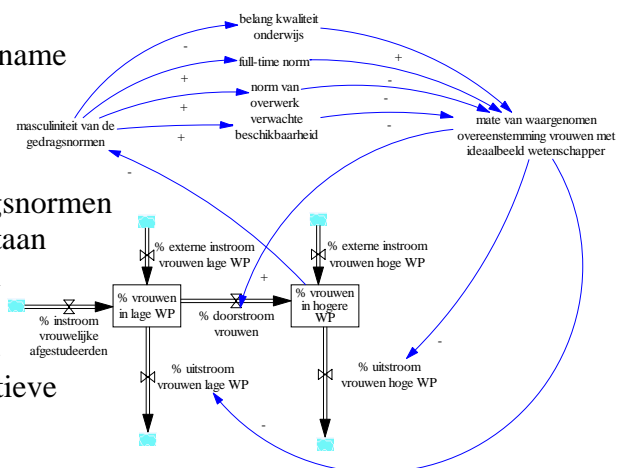 name
gsnormen
taan
tieve
belang kwaliteit
onderwijs
full-time norm
norm van
overwerk
verwachte
beschikbaarheid
masculiniteit van de
gedragsnormen
mate van waargenomen
overeenstemming vrouwen met
ideaalbeeld wetenschapper
-
+
+
+
+
-
-
-
-
% externe instroom
vrouwen lage WP
% externe instroom
vrouwen hoge WP
+
% vrouwen
in lage WP
% doorstroom
vrouwen
% vrouwen
in hogere
WP
% instroom
vrouwelijke
afgestudeerden
% uitstroom
vrouwen lage WP
% uitstroom
vrouwen hoge WP
-
-